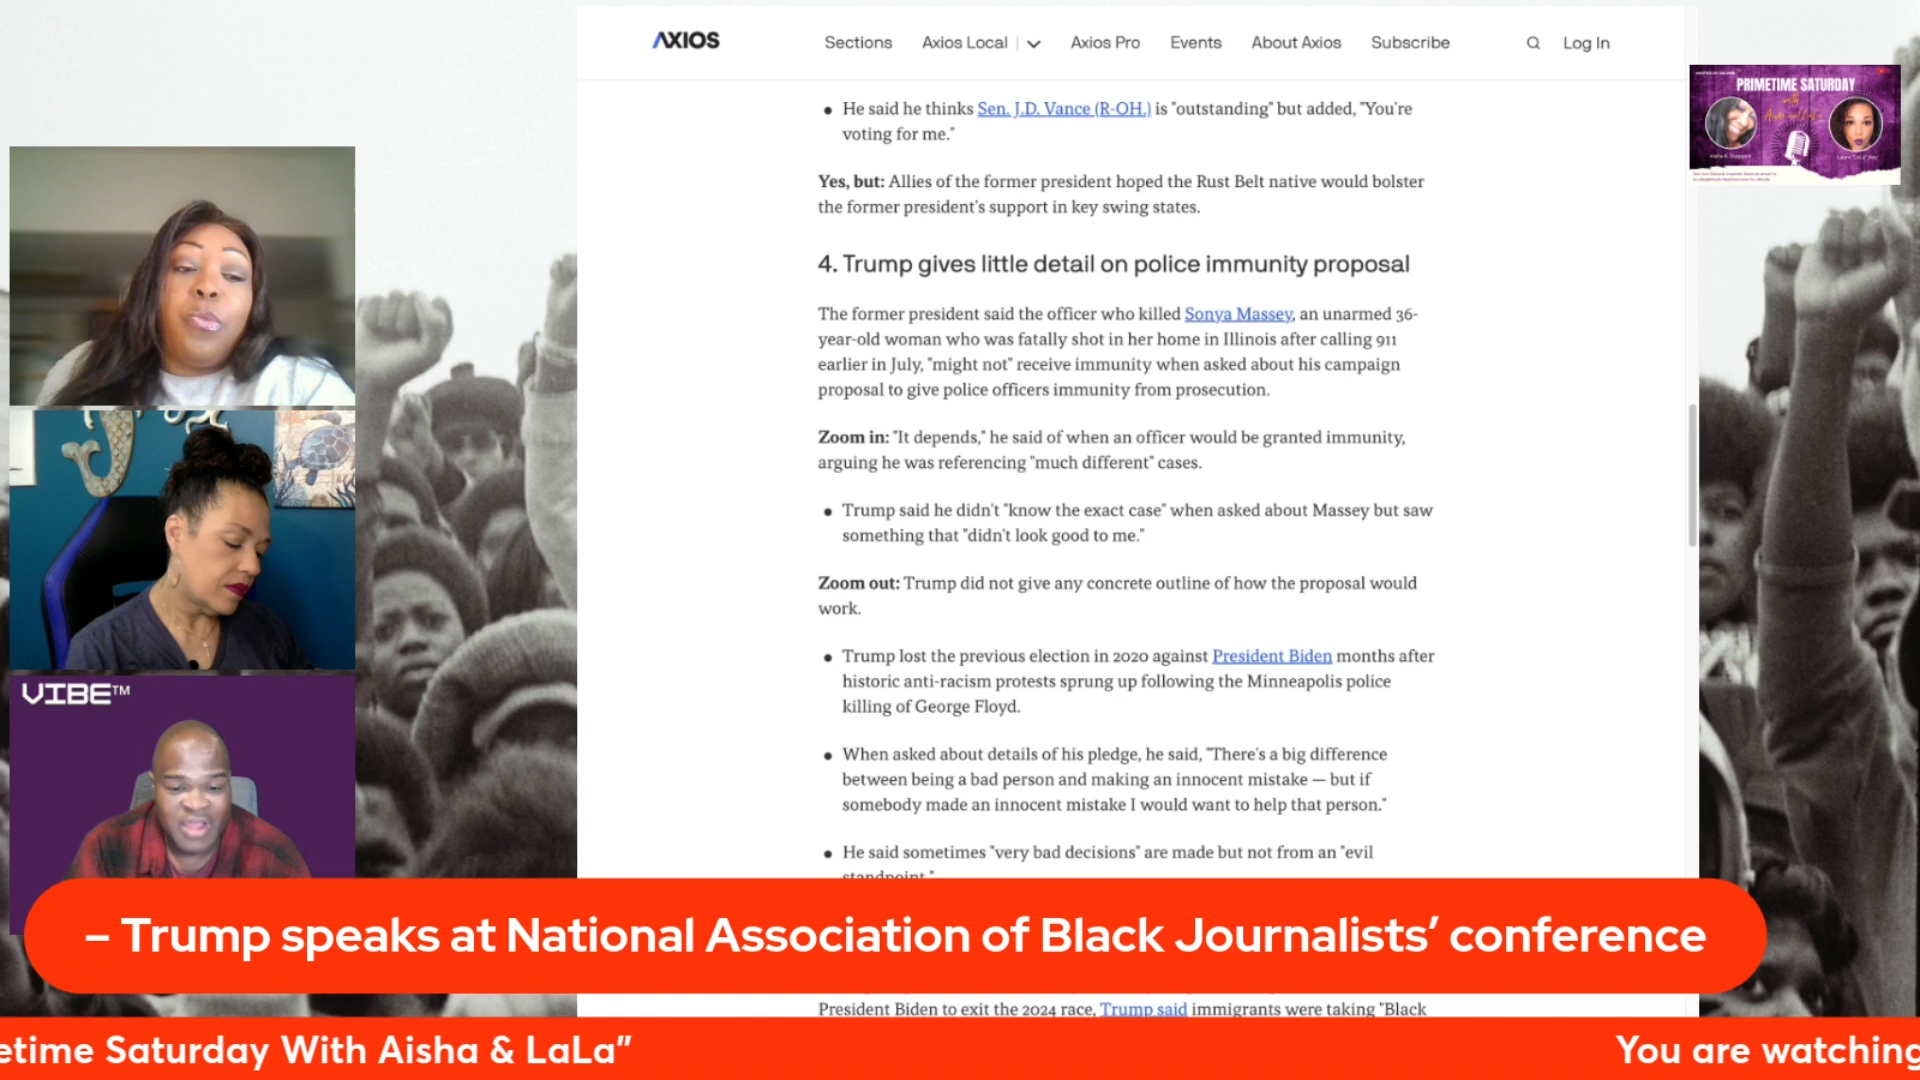 AXIOS
Sections
Axios Local
Axios Pro
Events
About Axios
Subscribe
Log In
He said he thinks Sen. J.D. Vance (R-OH.) is "outstanding" but added, "You're
voting for me."
Yes, but: Allies of the former president hoped the Rust Belt native would bolster
the former president's support in key swing states.
4. Trump gives little detail on police immunity proposal
The former president said the officer who killed Sonya Massey, an unarmed 36-
year-old woman who was fatally shot in her home in Illinois after calling 911
earlier in July, "might not" receive immunity when asked about his campaign
proposal to give police officers immunity from prosecution.
Zoom in: "It depends," he said of when an officer would be granted immunity,
arguing he was referencing "much different" cases.
Trump said he didn't "know the exact case" when asked about Massey but saw
something that "didn't look good to me."
Zoom out: Trump did not give any concrete outline of how the proposal would
work.
Trump lost the previous election in 2020 against President Biden months after
historic anti-racism protests sprung up following the Minneapolis police
killing of George Floyd.
When asked about details of his pledge, he said, "There's a big difference
between being a bad person and making an innocent mistake — but if
somebody made an innocent mistake I would want to help that person."
He said sometimes "very bad decisions" are made but not from an "evil
standpoint."
President Biden to exit the 2024 race, Trump said immigrants were taking "Black
PRIMETIME SATURDAY
with
VIBE™
– Trump speaks at National Association of Black Journalists’ conference
etime Saturday With Aisha & LaLa”
You are watching